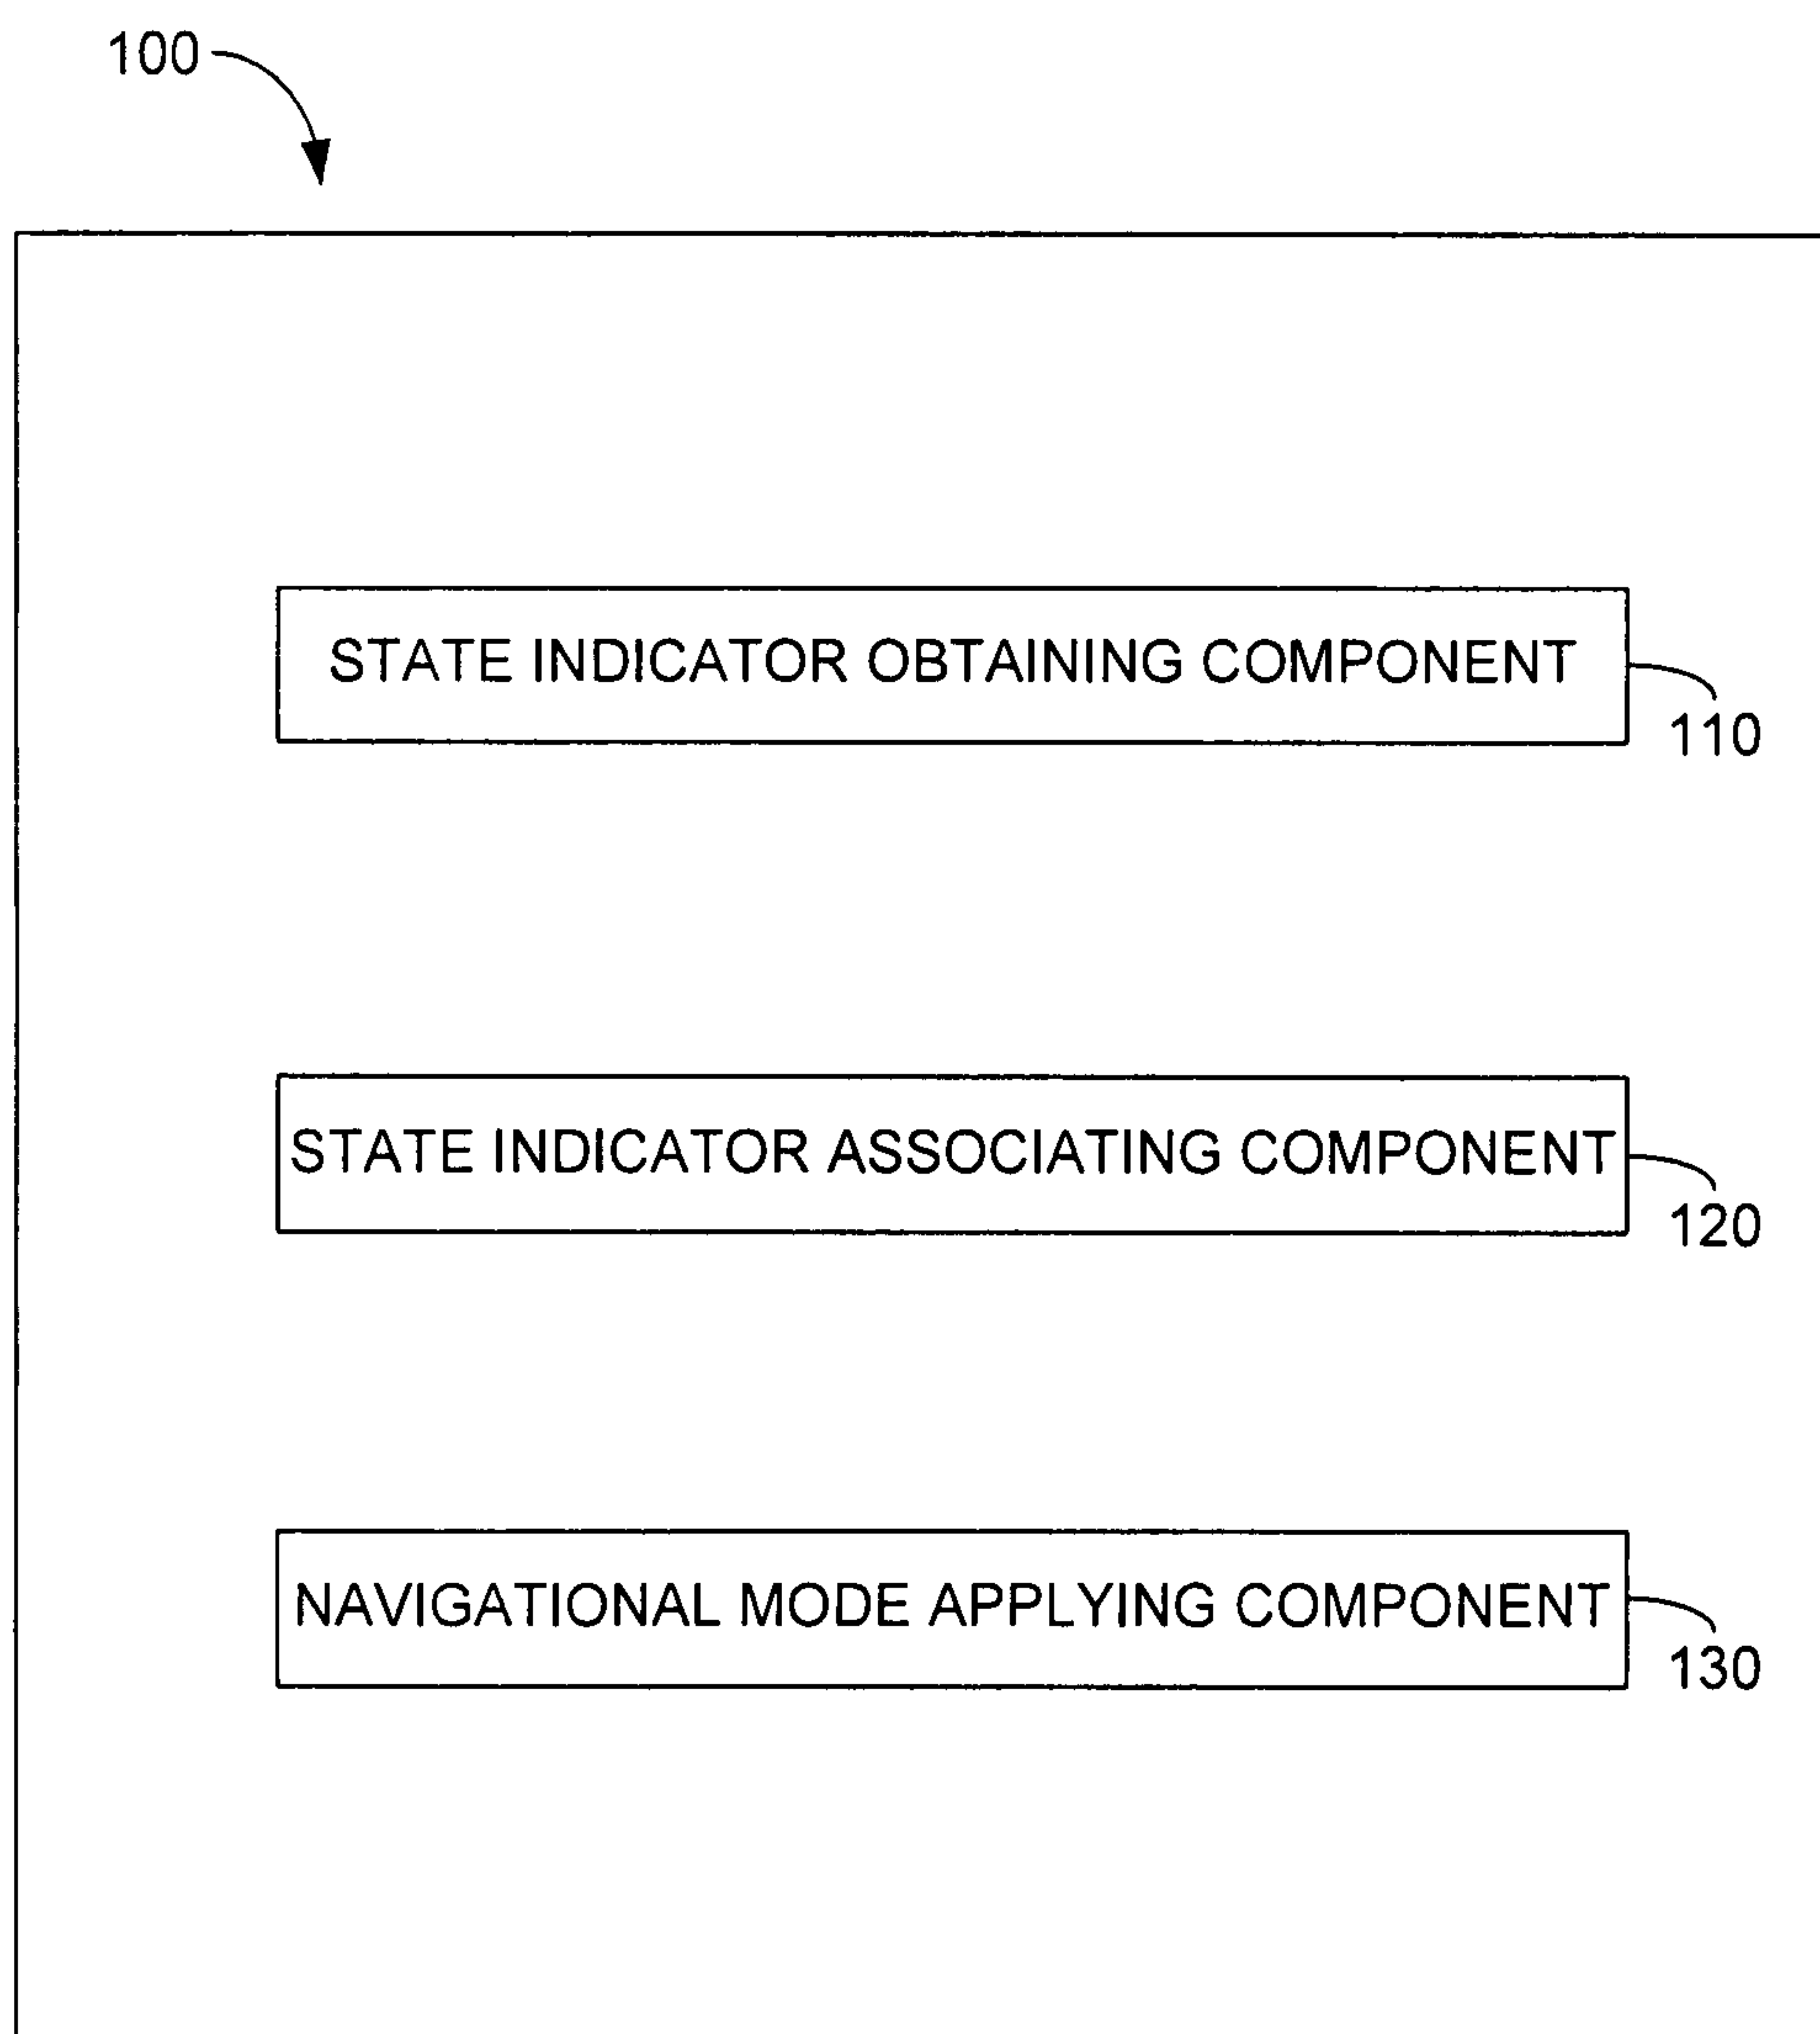 100
STATE INDICATOR OBTAINING COMPONENT
110
STATE INDICATOR ASSOCIATING COMPONENT
120
NAVIGATIONAL MODE APPLYING COMPONENT
130